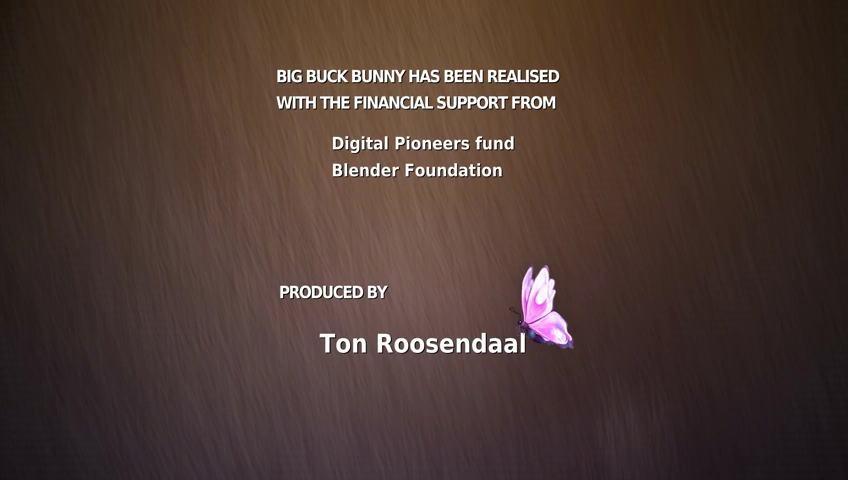 BIG BUCK BUNNY HAS BEEN REALISED
WITH THE FINANCIAL SUPPORT FROM
Digital Pioneers fund
Blender Foundation
PRODUCED BY
Ton Roosendaal